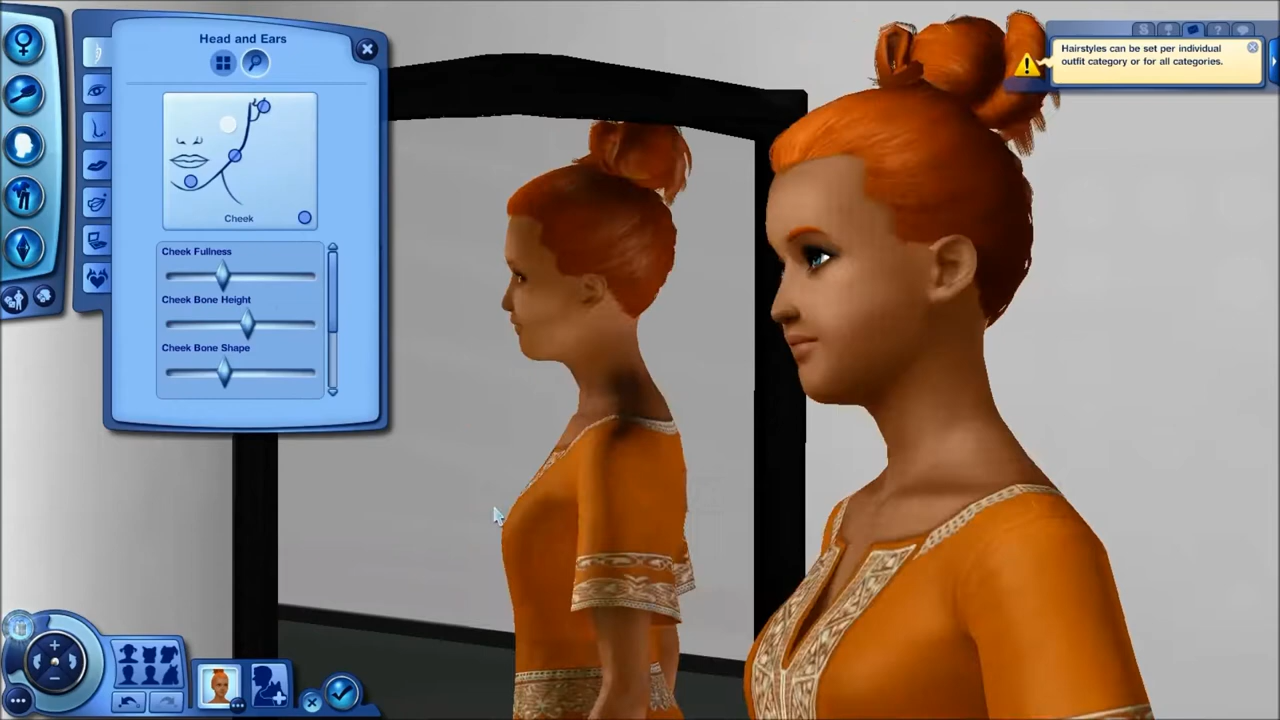 Head and Ears
Cheek
Cheek Fullness
Cheek Bone Height
Cheek Bone Shape
Hairstyles can be set per individual
outfit category or for all categories.